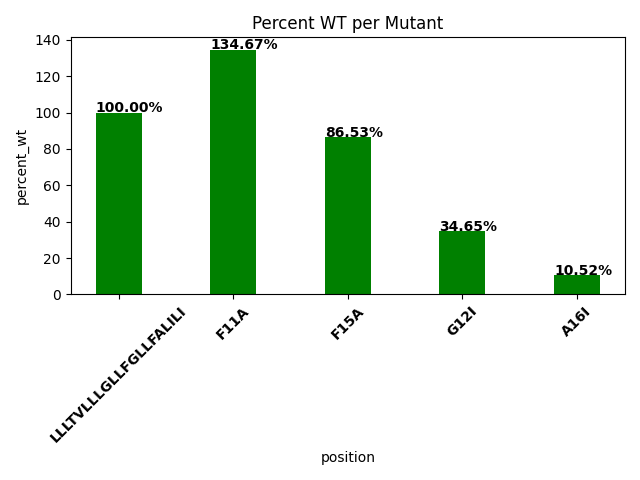 Percent WT per Mutant
percent_wt
140
120
100
80
60
40
20
0
100.00%
134.67%
86.53%
34.65%
10.52%
LLLTVLLLGLLFGLLFALILI
F11A
F15A
G12I
A16I
position